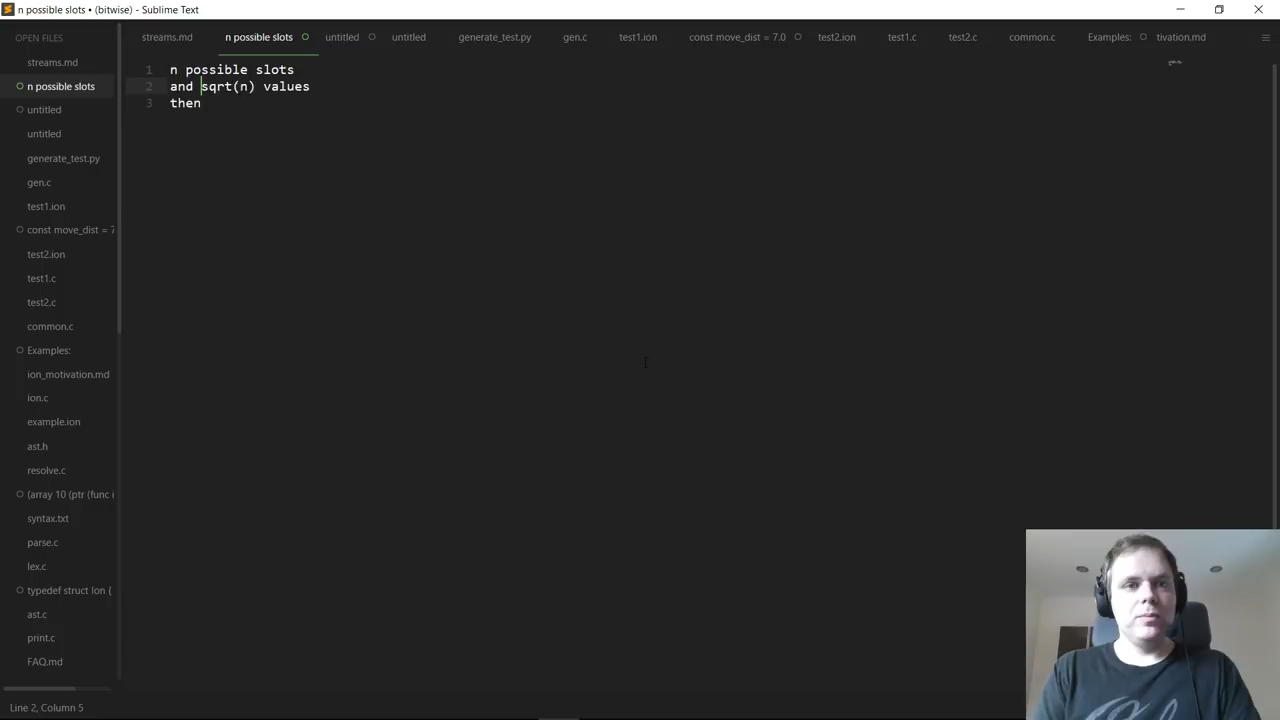 n possible slots • (bitwise) - Sublime Text
OPEN FILES
streams.md
n possible slots
untitled
untitled
generate_test.py
gen.c
test1.ion
const move_dist = 7
test2.ion
test1.c
test2.c
common.c
Examples:
ion_motivation.md
ion.c
example.ion
ast.h
resolve.c
(array 10 (ptr (func i
syntax.txt
parse.c
lex.c
typedef struct Ion {
ast.c
print.c
FAQ.md
streams.md n possible slots untitled untitled generate_test.py gen.c test1.ion const move_dist = 7.0 test2.ion test1.c test2.c common.c Examples: tivation.md
1 n possible slots
2 and sqrt(n) values
3 then
Line 2, Column 5